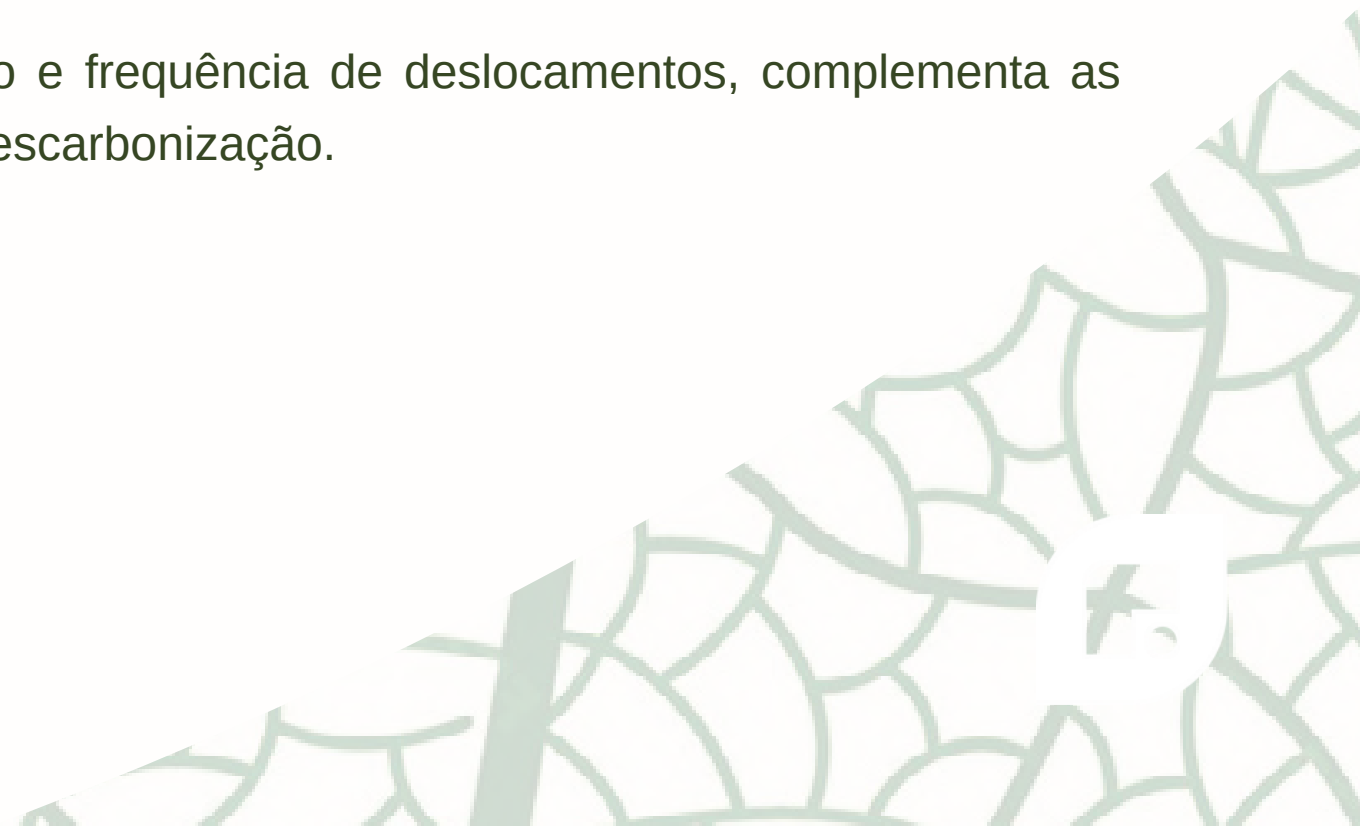 o e frequência de deslocamentos, complementa as
escarbonização.